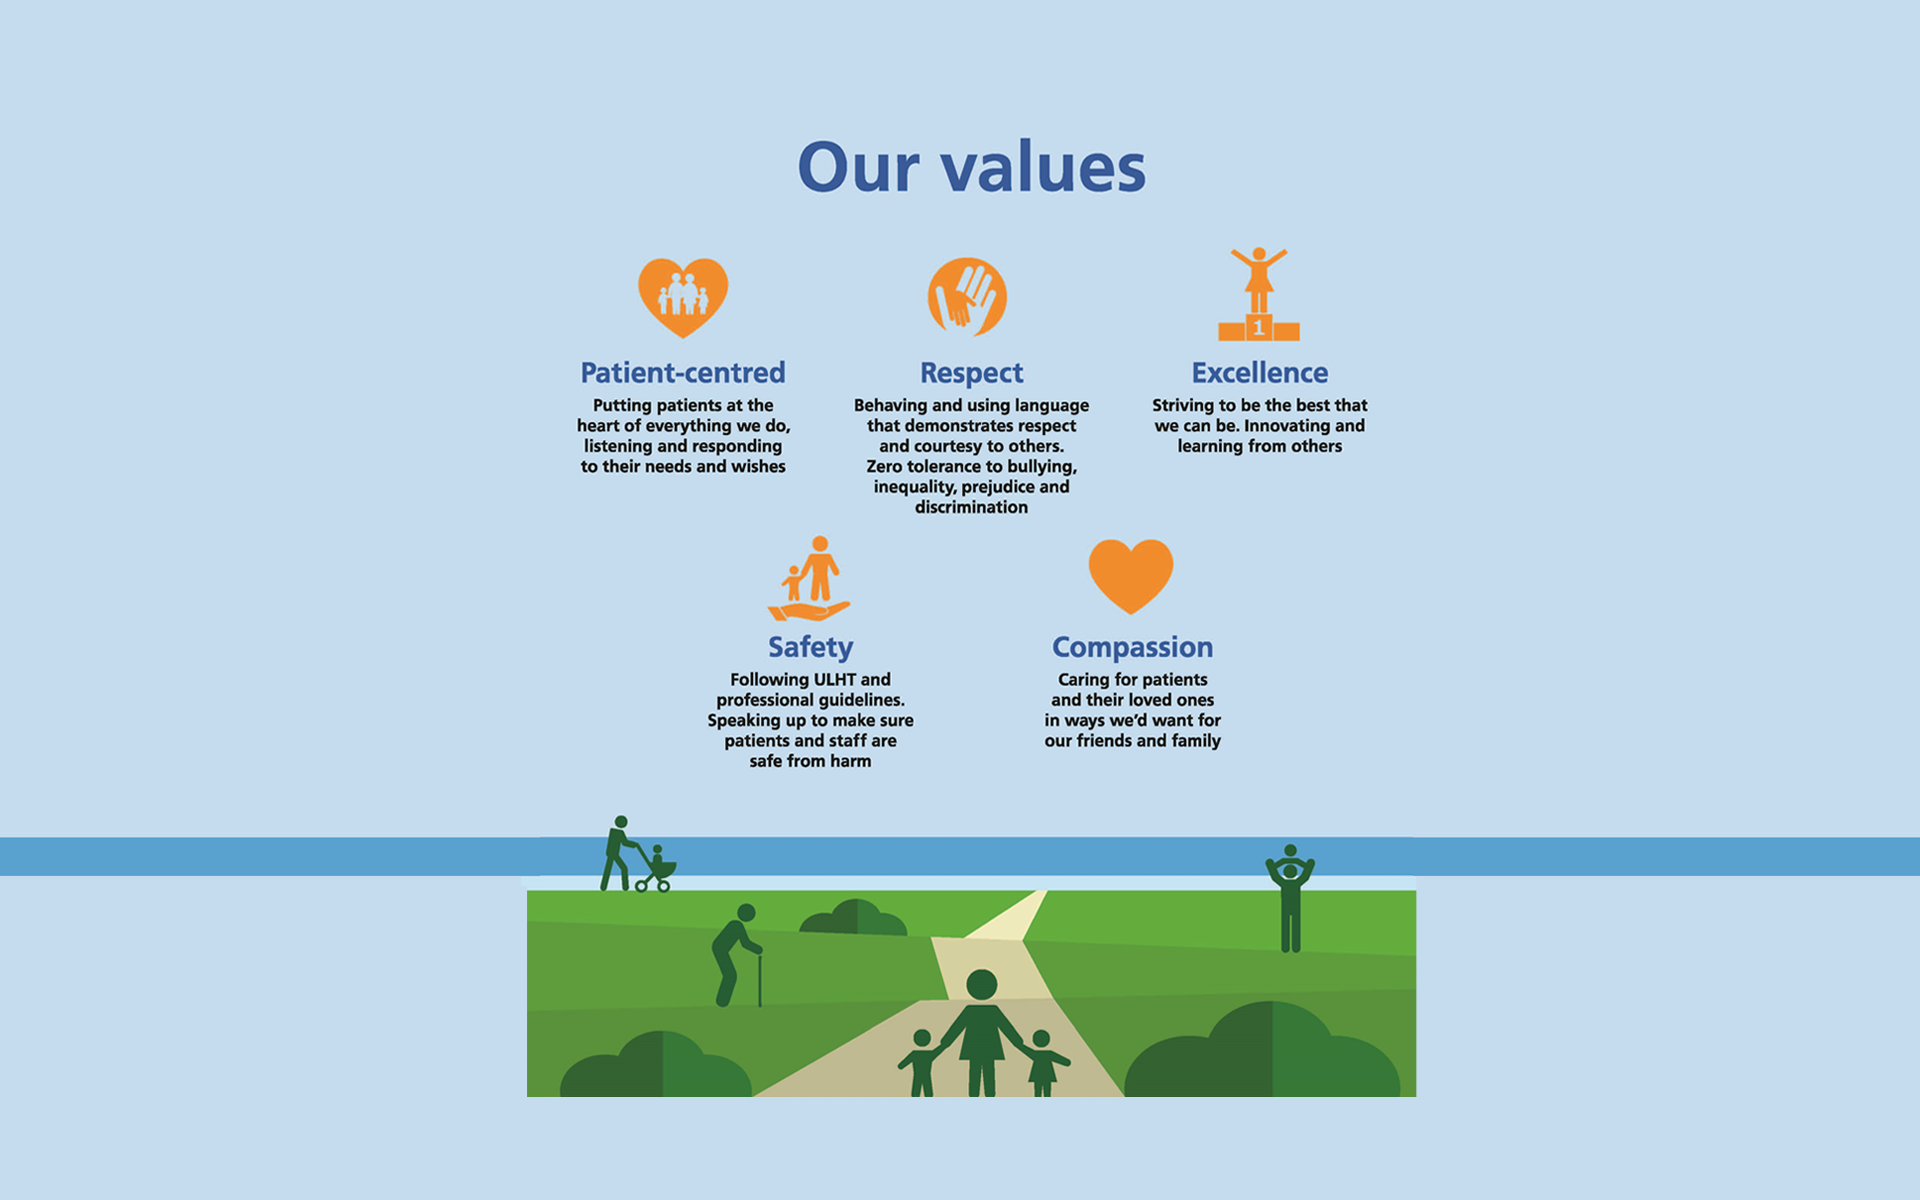 Our values
1
Patient-centred
Putting patients at the
heart of everything we do,
listening and responding
to their needs and wishes
Respect
Behaving and using language
that demonstrates respect
and courtesy to others.
Zero tolerance to bullying,
inequality, prejudice and
discrimination
Excellence
Striving to be the best that
we can be. Innovating and
learning from others
Safety
Following ULHT and
professional guidelines.
Speaking up to make sure
patients and staff are
safe from harm
Compassion
Caring for patients
and their loved ones
in ways we’d want for
our friends and family